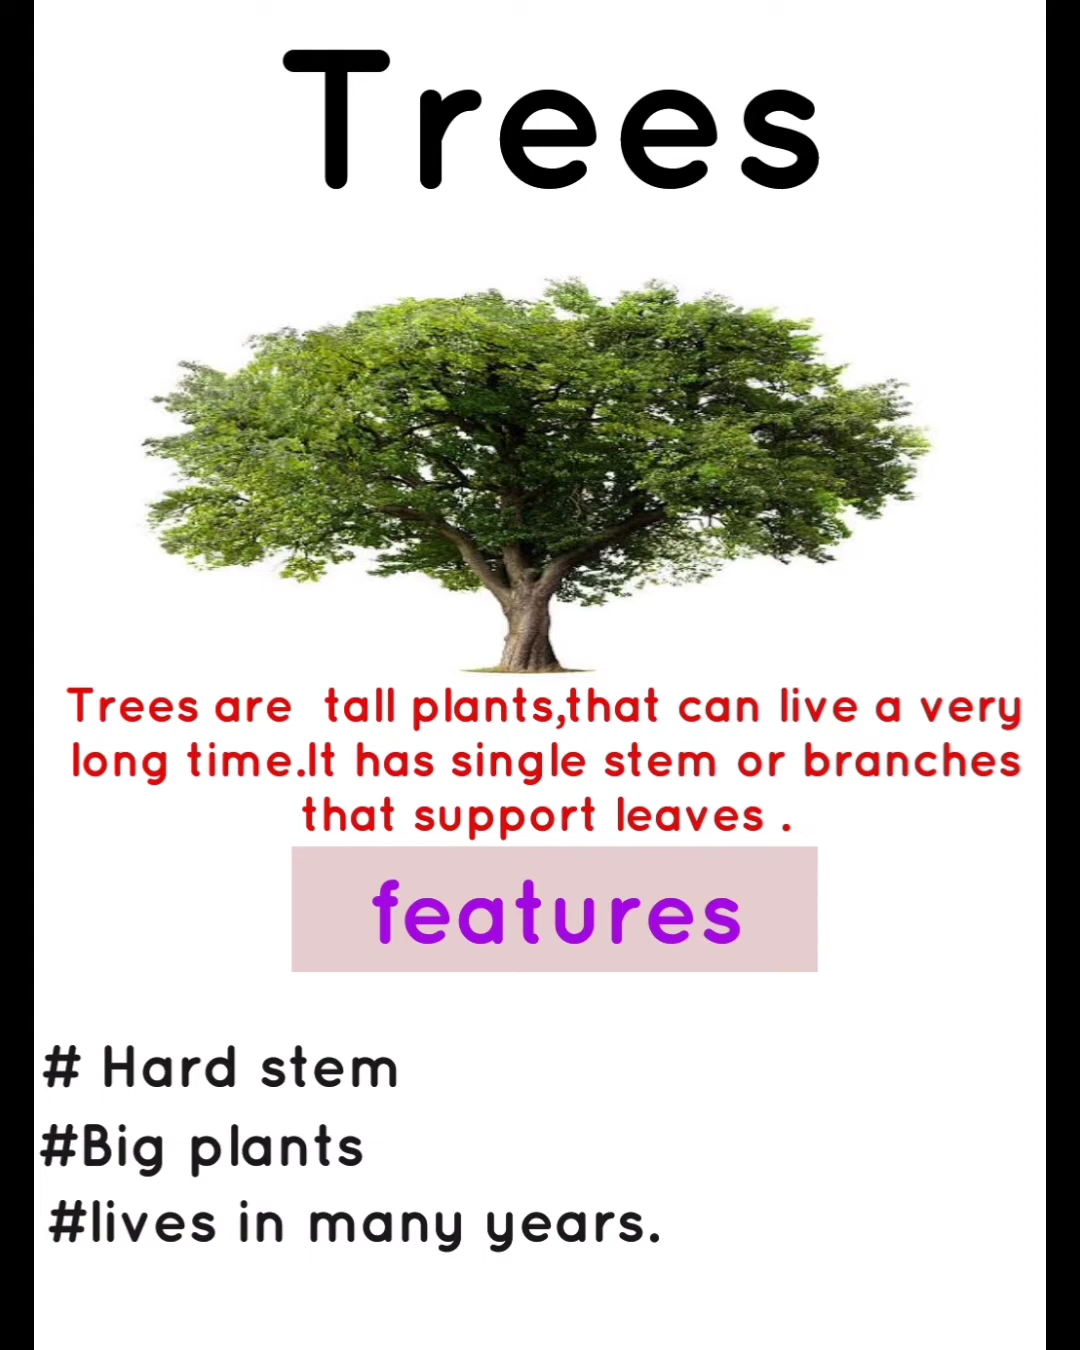 Trees
Trees are  tall plants,that can live a very
long time.It has single stem or branches
that support leaves .
features
# Hard stem
#Big plants
#lives in many years.